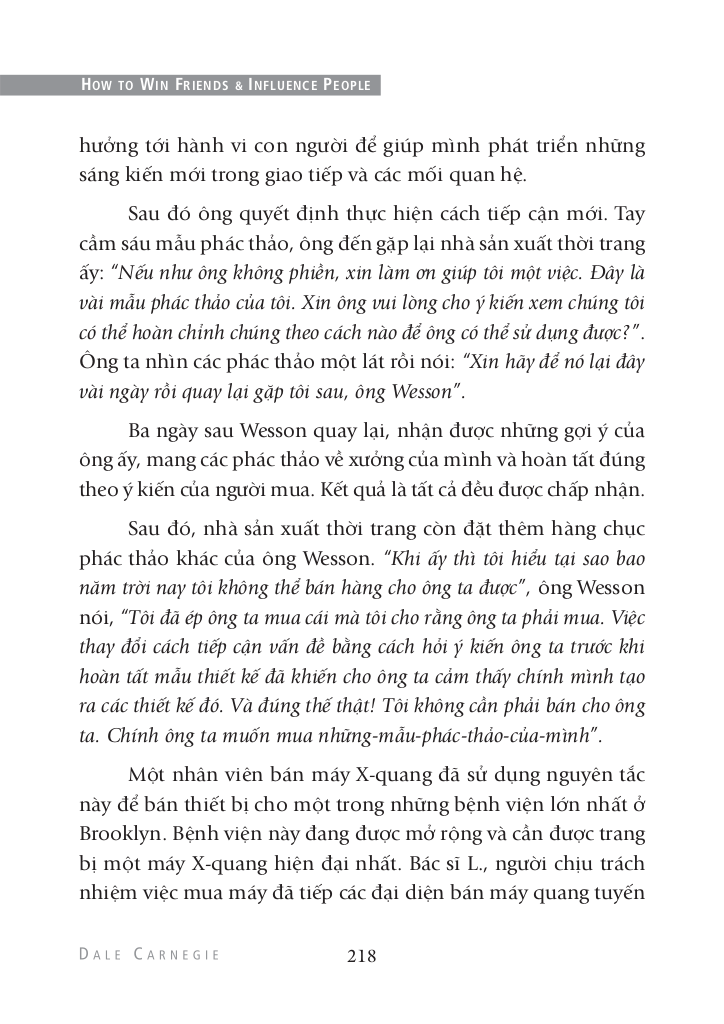 HOW TO WIN FRIENDS & INFLUENCE PEOPLE
hưởng tới hành vi con người để giúp mình phát triển những
sáng kiến mới trong giao tiếp và các mối quan hệ.
Sau đó ông quyết định thực hiện cách tiếp cận mới. Tay
cầm sáu mẫu phác thảo, ông đến gặp lại nhà sản xuất thời trang
ấy: “Nếu như ông không phiền, xin làm ơn giúp tôi một việc. Đây là
vài mẫu phác thảo của tôi. Xin ông vui lòng cho ý kiến xem chúng tôi
có thể hoàn chỉnh chúng theo cách nào để ông có thể sử dụng được?”.
Ông ta nhìn các phác thảo một lát rồi nói: “Xin hãy để nó lại đây
vài ngày rồi quay lại gặp tôi sau, ông Wesson”.
Ba ngày sau Wesson quay lại, nhận được những gợi ý của
ông ấy, mang các phác thảo về xưởng của mình và hoàn tất đúng
theo ý kiến của người mua. Kết quả là tất cả đều được chấp nhận.
Sau đó, nhà sản xuất thời trang còn đặt thêm hàng chục
phác thảo khác của ông Wesson. “Khi ấy thì tôi hiểu tại sao bao
năm trời nay tôi không thể bán hàng cho ông ta được”, ông Wesson
nói, “Tôi đã ép ông ta mua cái mà tôi cho rằng ông ta phải mua. Việc
thay đổi cách tiếp cận vấn đề bằng cách hỏi ý kiến ông ta trước khi
hoàn tất mẫu thiết kế đã khiến cho ông ta cảm thấy chính mình tạo
ra các thiết kế đó. Và đúng thế thật! Tôi không cần phải bán cho ông
ta. Chính ông ta muốn mua những-mẫu-phác-thảo-của-mình”.
Một nhân viên bán máy X-quang đã sử dụng nguyên tắc
này để bán thiết bị cho một trong những bệnh viện lớn nhất ở
Brooklyn. Bệnh viện này đang được mở rộng và cần được trang
bị một máy X-quang hiện đại nhất. Bác sĩ L., người chịu trách
nhiệm việc mua máy đã tiếp các đại diện bán máy quang tuyến
DALE CARNEGIE 218